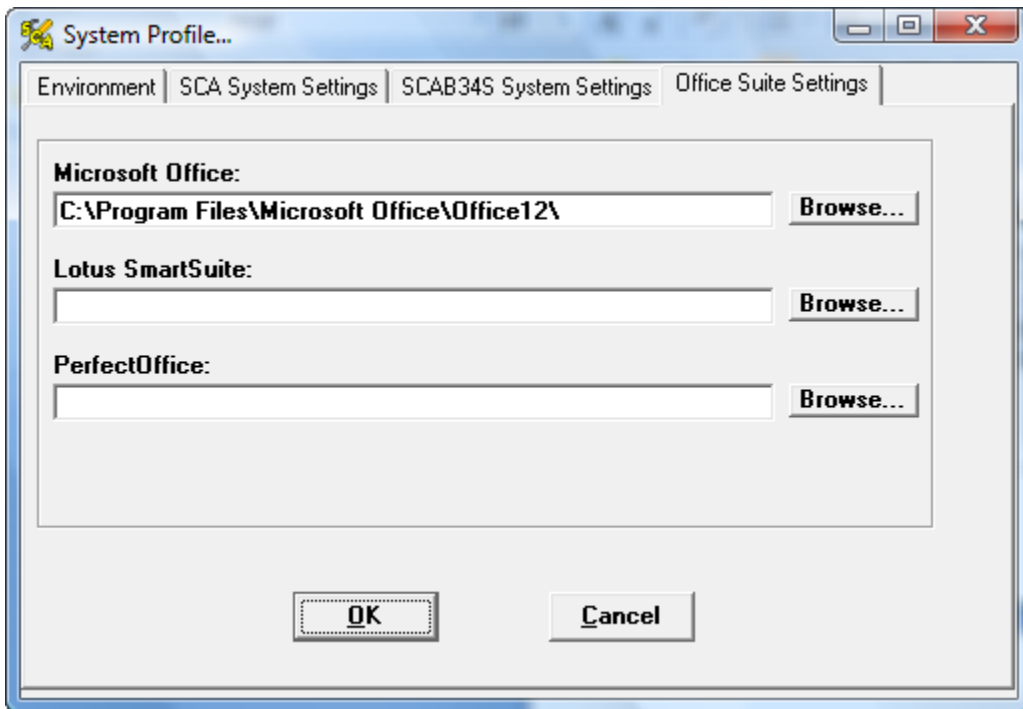 System Profile...
Environment SCA System Settings SCAB34S System Settings Office Suite Settings
Microsoft Office:
C:\Program Files\Microsoft Office\Office12\ Browse...
Lotus SmartSuite:
Browse...
PerfectOffice:
Browse...
OK Cancel